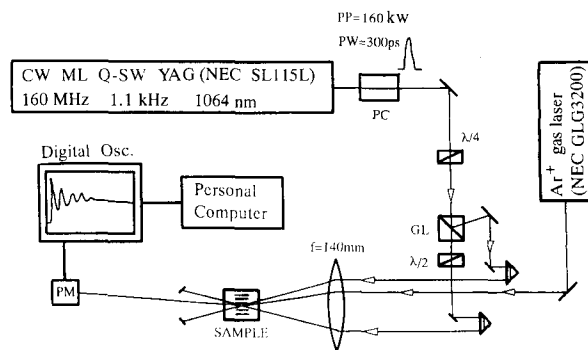 PP=160 kW
PW≈300ps
CW ML Q-SW YAG (NEC SL115L)
160 MHz 1.1 kHz 1064 nm
PC
Ar+ gas laser
(NEC GLG3200)
λ/4
Digital Osc.
Personal
Computer
GL
f=140mm
λ/2
PM
SAMPLE